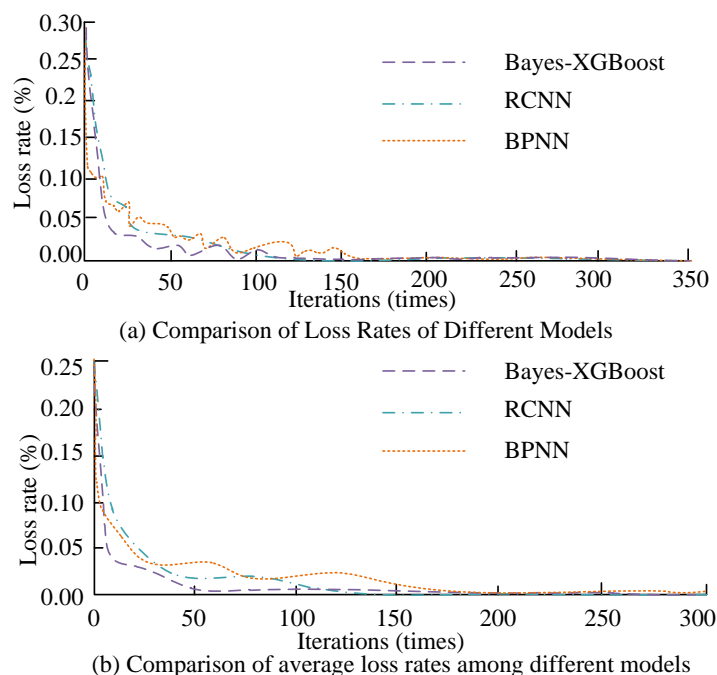 0.30
0.25
0.2
0.15
0.10
0.05
0.00
Loss rate (%)
Bayes-XGBoost
RCNN
BPNN
0 50 100 150 200 250 300 350
Iterations (times)
(a) Comparison of Loss Rates of Different Models
0.25
0.20
0.15
0.10
0.05
0.00
Loss rate (%)
Bayes-XGBoost
RCNN
BPNN
0 50 100 150 200 250 300
Iterations (times)
(b) Comparison of average loss rates among different models